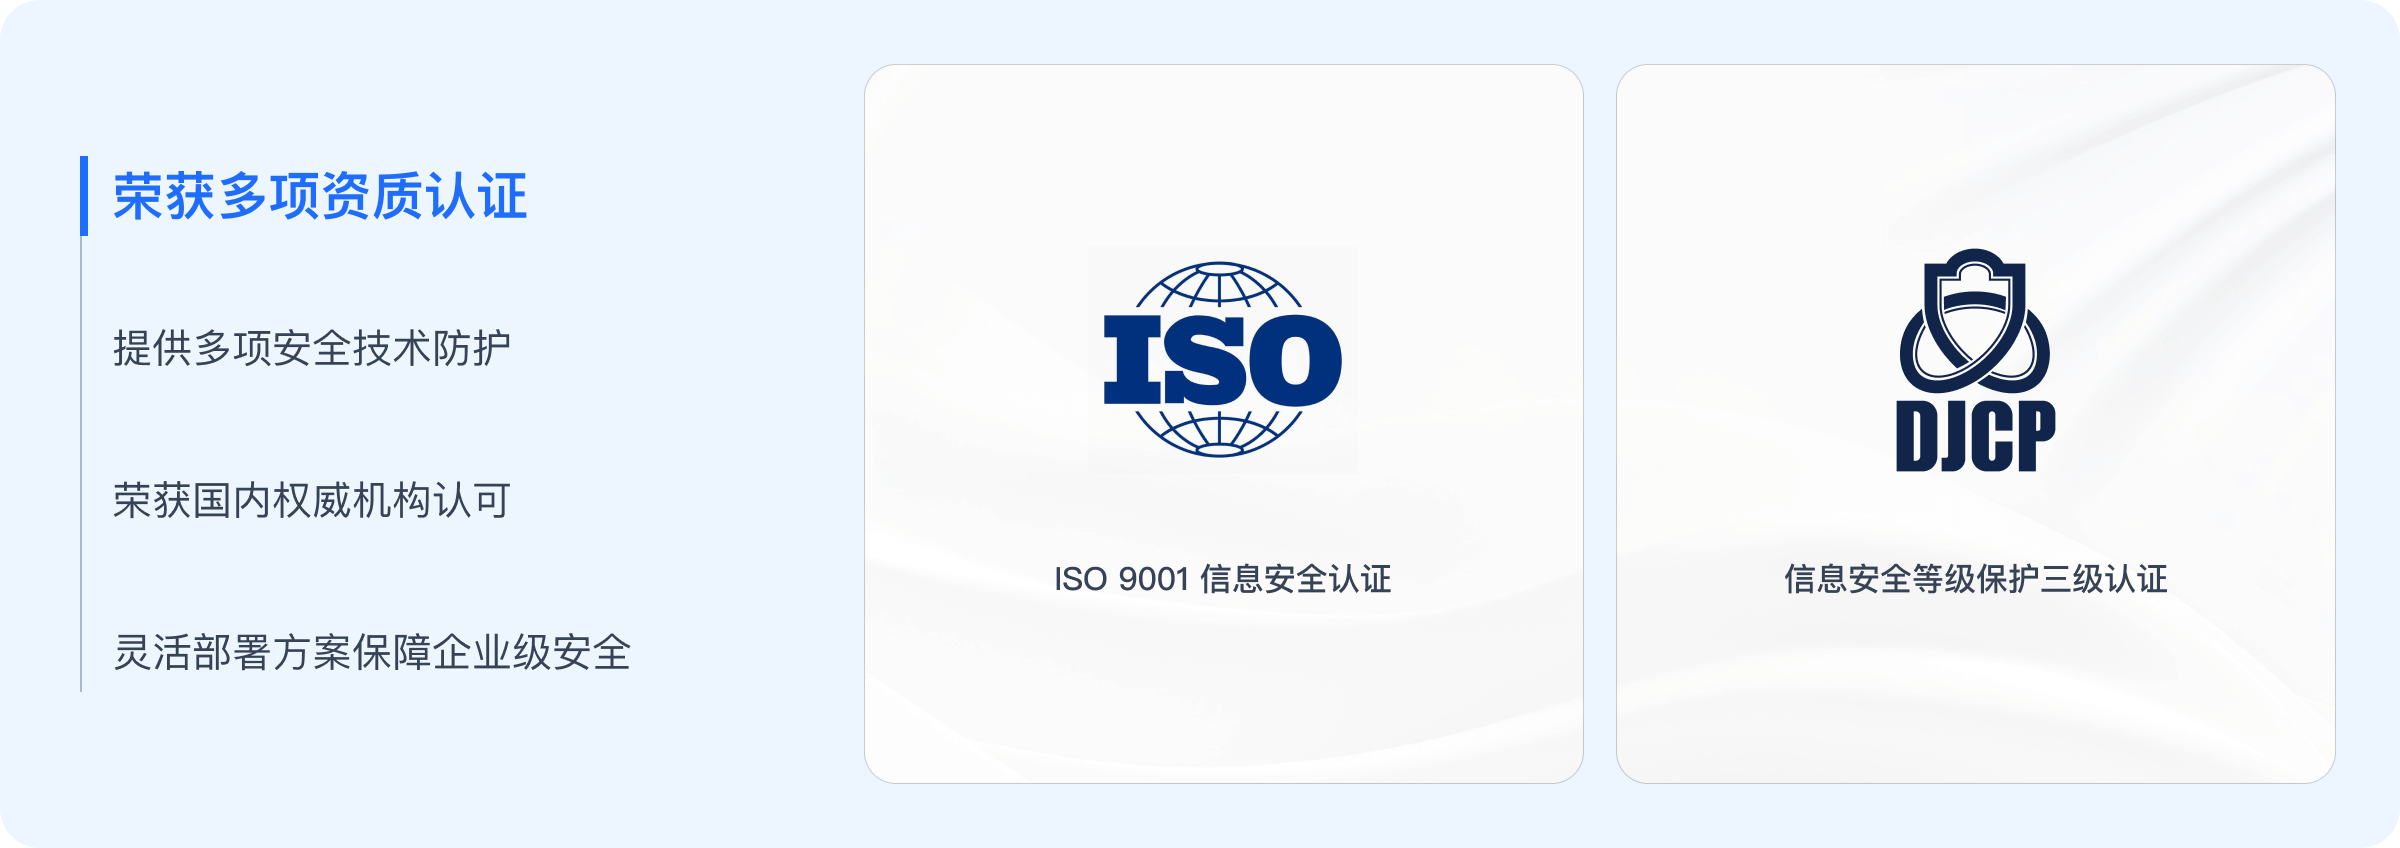 荣获多项资质认证
提供多项安全技术防护
荣获国内权威机构认可
灵活部署方案保障企业级安全
ISO
ISO 9001 信息安全认证
DJCP
信息安全等级保护三级认证